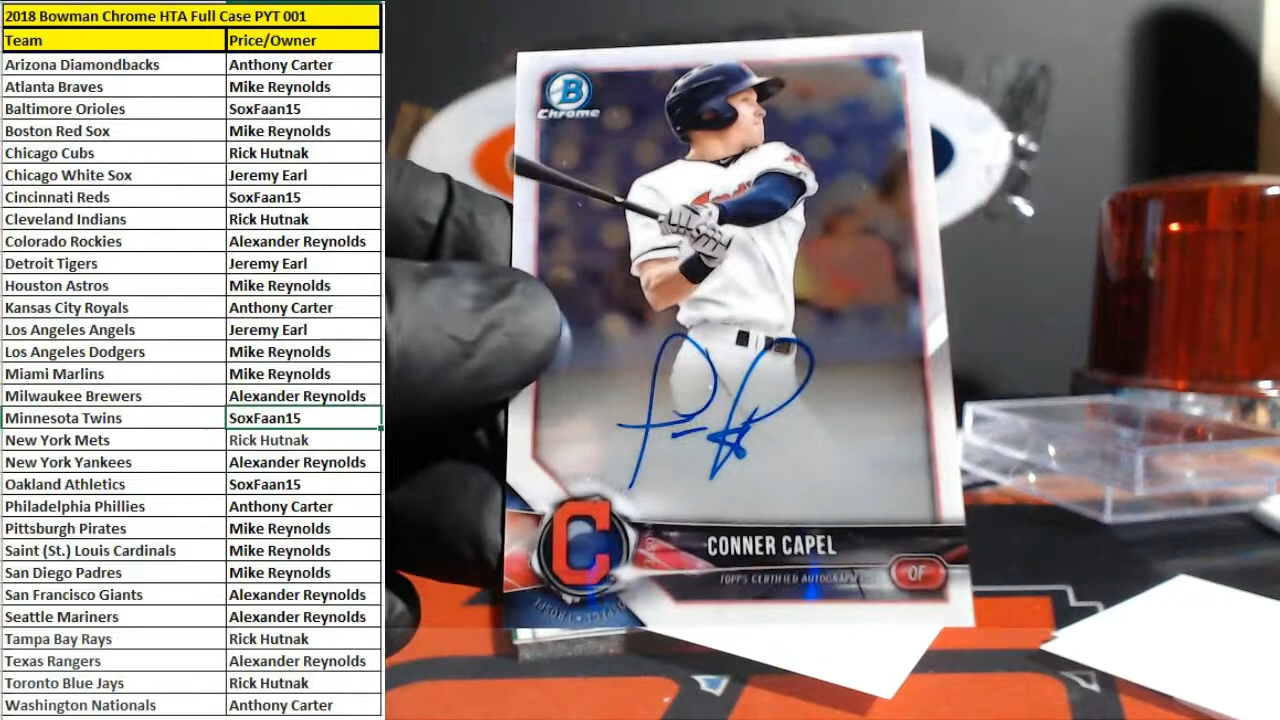 2018 Bowman Chrome HTA Full Case PYT 001
Team Price/Owner
Arizona Diamondbacks Anthony Carter
Atlanta Braves Mike Reynolds
Baltimore Orioles SoxFaan15
Boston Red Sox Mike Reynolds
Chicago Cubs Rick Hutnak
Chicago White Sox Jeremy Earl
Cincinnati Reds SoxFaan15
Cleveland Indians Rick Hutnak
Colorado Rockies Alexander Reynolds
Detroit Tigers Jeremy Earl
Houston Astros Mike Reynolds
Kansas City Royals Anthony Carter
Los Angeles Angels Jeremy Earl
Los Angeles Dodgers Mike Reynolds
Miami Marlins Mike Reynolds
Milwaukee Brewers Alexander Reynolds
Minnesota Twins SoxFaan15
New York Mets Rick Hutnak
New York Yankees Alexander Reynolds
Oakland Athletics SoxFaan15
Philadelphia Phillies Anthony Carter
Pittsburgh Pirates Mike Reynolds
Saint (St.) Louis Cardinals Mike Reynolds
San Diego Padres Mike Reynolds
San Francisco Giants Alexander Reynolds
Seattle Mariners Alexander Reynolds
Tampa Bay Rays Rick Hutnak
Texas Rangers Alexander Reynolds
Toronto Blue Jays Rick Hutnak
Washington Nationals Anthony Carter
B
Chrome
C
CONNER CAPEL
TOPPS CERTIFIED AUTOGRAPH
OF